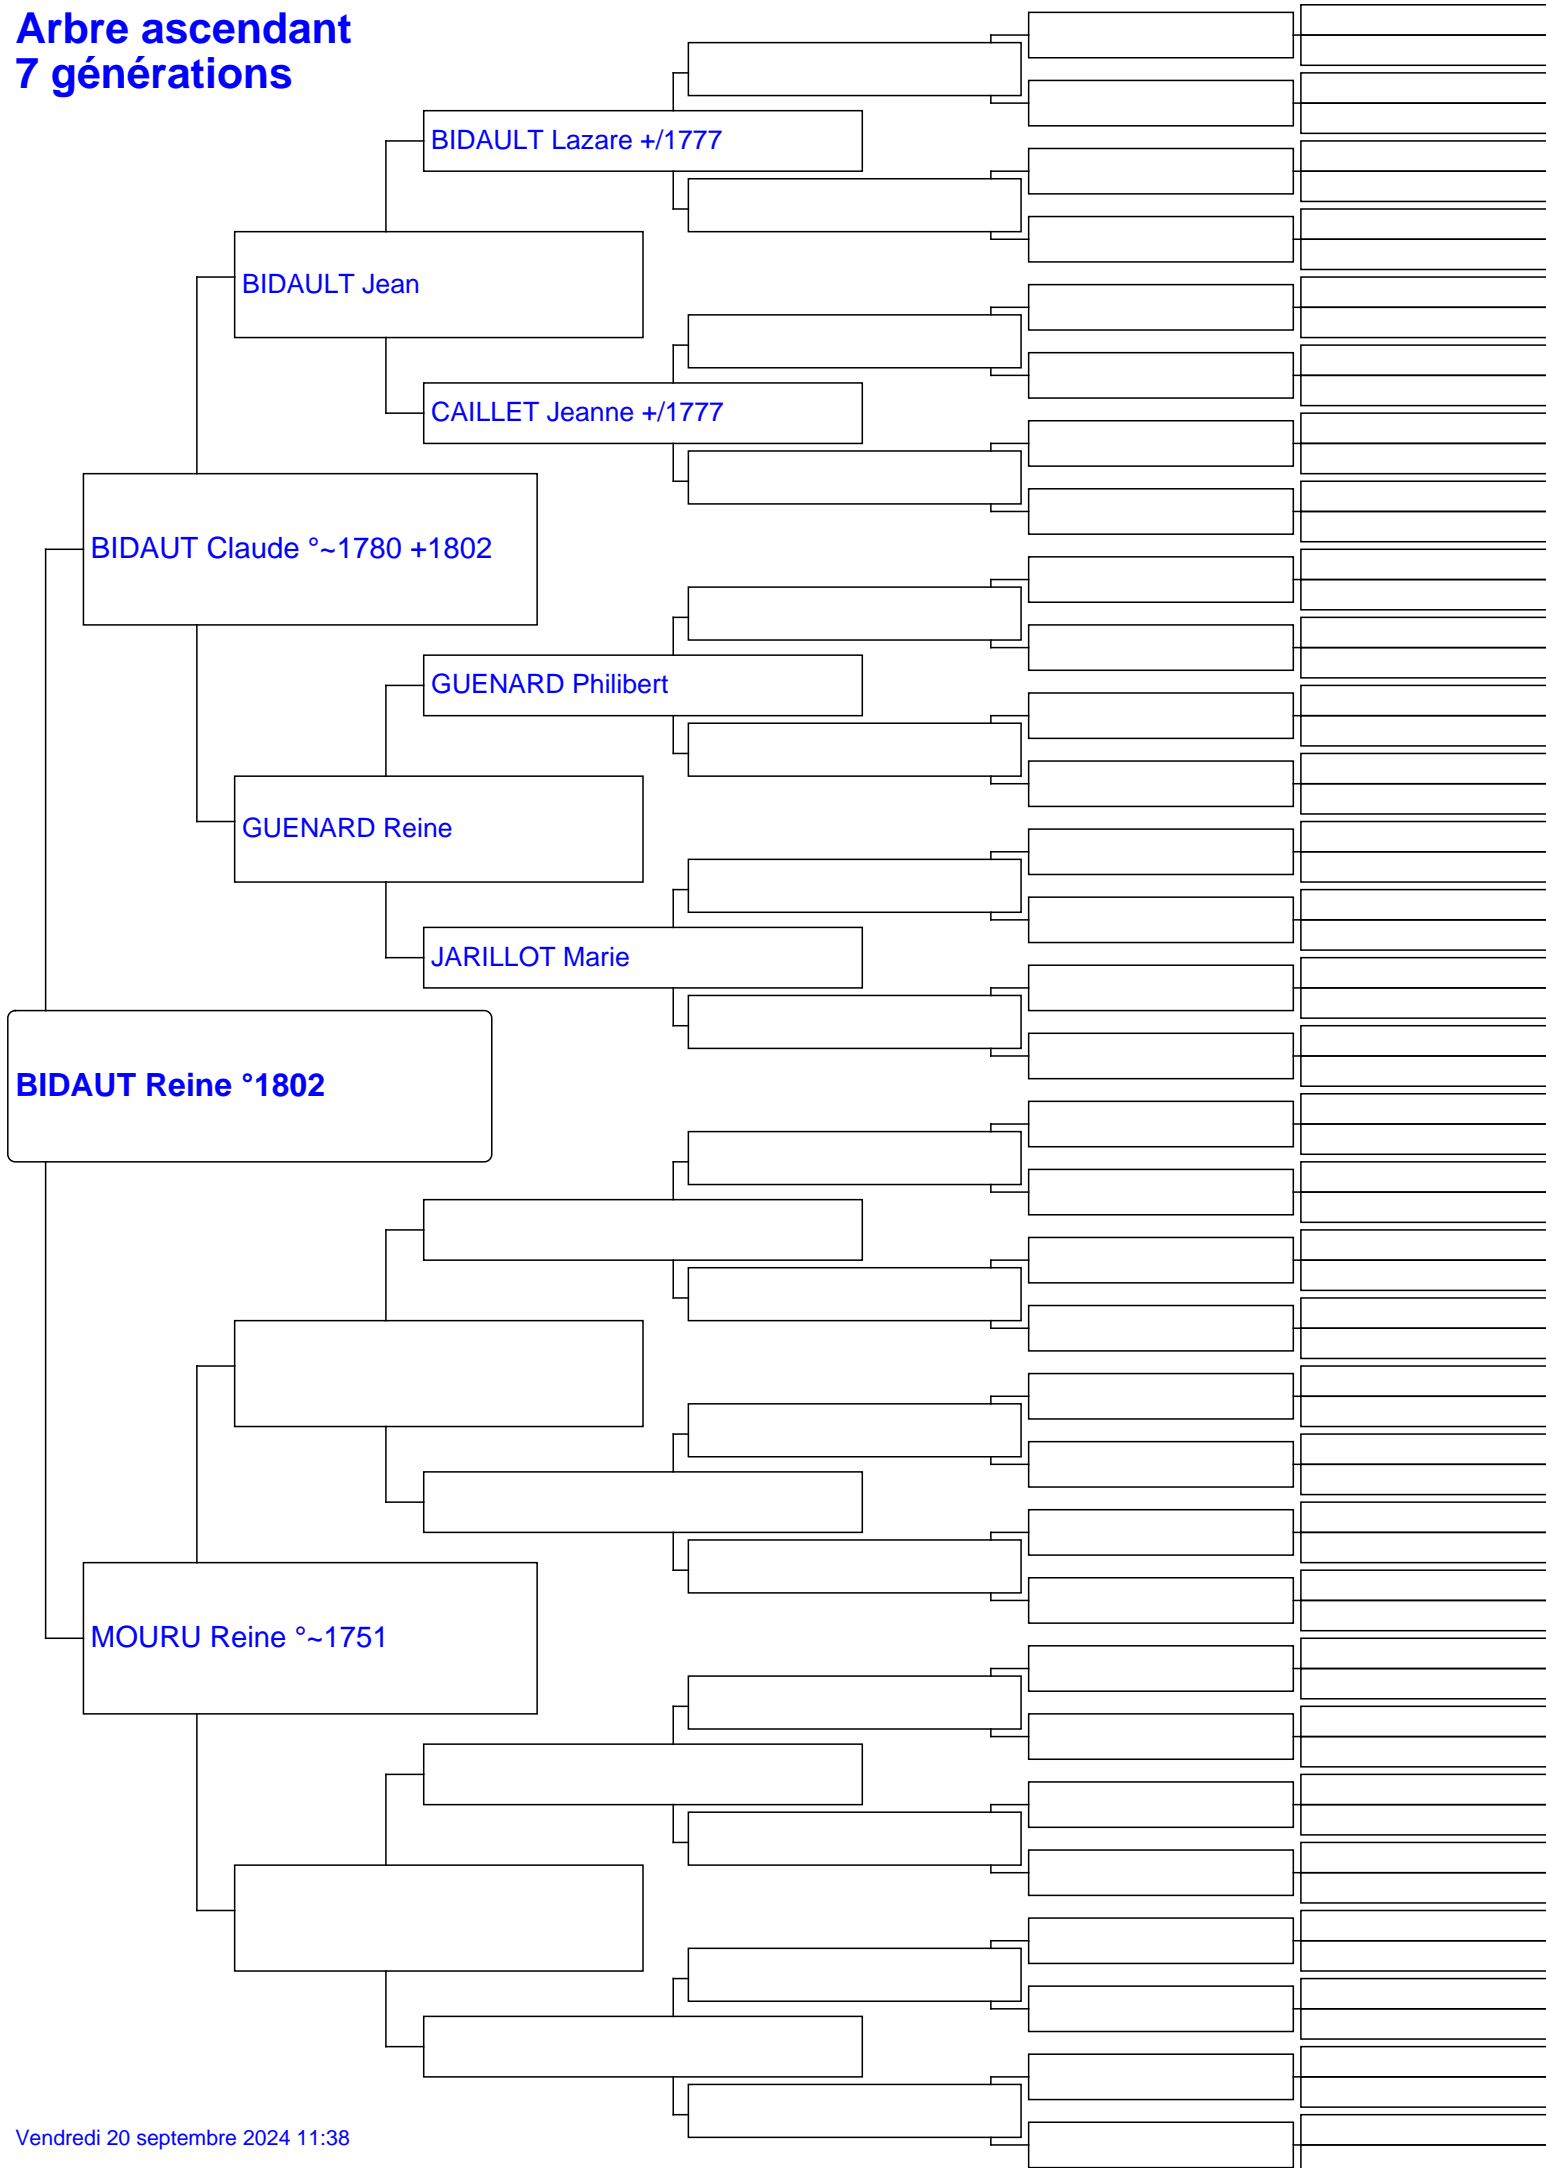 Arbre ascendant
7 générations
BIDAULT Lazare +/1777
BIDAULT Jean
CAILLET Jeanne +/1777
BIDAUT Claude °~1780 +1802
GUENARD Philibert
GUENARD Reine
JARILLOT Marie
BIDAUT Reine °1802
MOURU Reine °~1751
Vendredi 20 septembre 2024 11:38